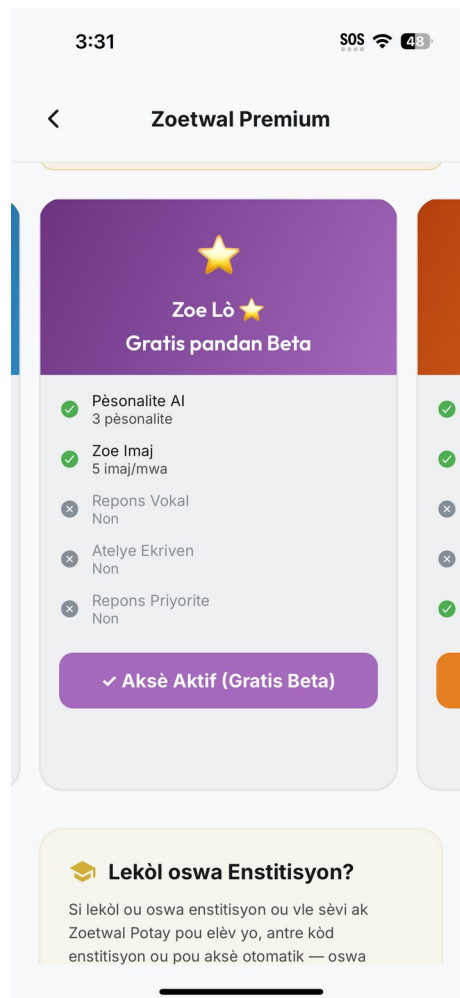 3:31
SOS
48
Zoetwal Premium
Zoe Lò
Gratis pandan Beta
Pèsonalite AI
3 pèsonalite
Zoe Imaj
5 imaj/mwa
Repons Vokal
Non
Atelye Ekriven
Non
Repons Priyorite
Non
✓ Aksè Aktif (Gratis Beta)
Lekòl oswa Enstitisyon?
Si lekòl ou oswa enstitisyon ou vle sèvi ak
Zoetwal Potay pou elèv yo, antre kòd
enstitisyon ou pou aksè otomatik — oswa